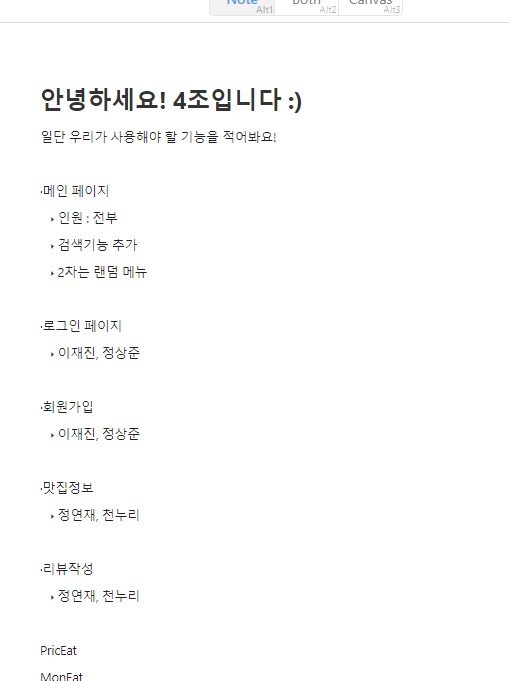 Note Both Canvas
Alt1 Alt2 Alt3
안녕하세요! 4조입니다 :)
일단 우리가 사용해야 할 기능을 적어봐요!
·메인 페이지
‣ 인원 : 전부
‣ 검색기능 추가
‣ 2차는 랜덤 메뉴
·로그인 페이지
‣ 이재진, 정상준
·회원가입
‣ 이재진, 정상준
·맛집정보
‣ 정연재, 천누리
·리뷰작성
‣ 정연재, 천누리
PricEat
MonEat